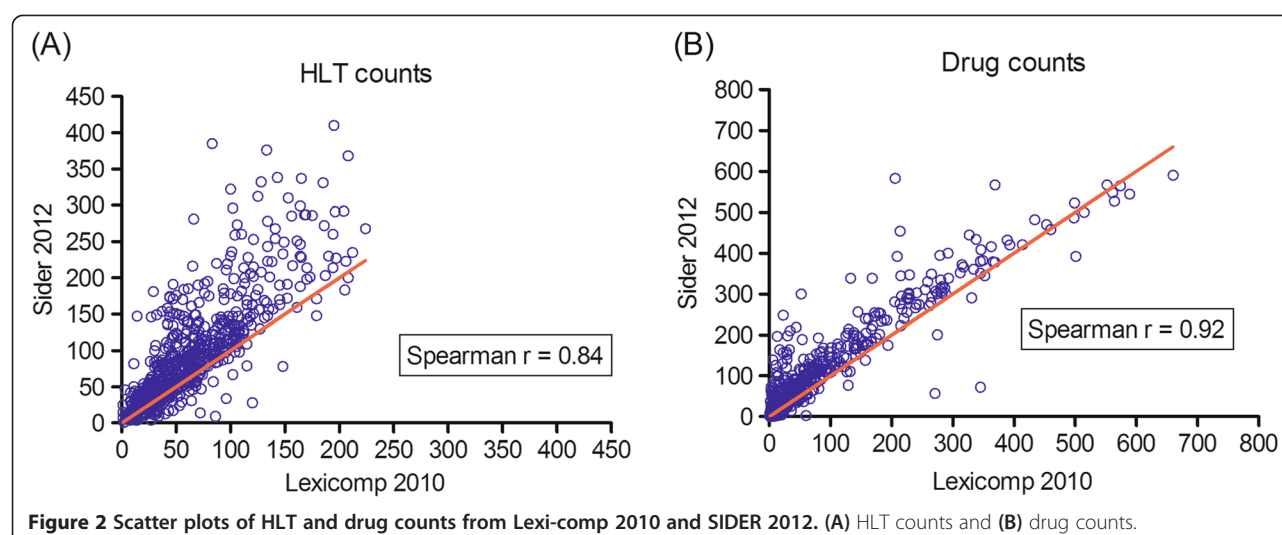 (A)
HLT counts
450
400
350
300
250
200
150
100
50
0
Sider 2012
0 50 100 150 200 250 300 350 400 450
Lexicomp 2010
Spearman r = 0.84
(B)
Drug counts
800
700
600
500
400
300
200
100
0
Sider 2012
0 100 200 300 400 500 600 700 800
Lexicomp 2010
Spearman r = 0.92
Figure 2 Scatter plots of HLT and drug counts from Lexi-comp 2010 and SIDER 2012. (A) HLT counts and (B) drug counts.